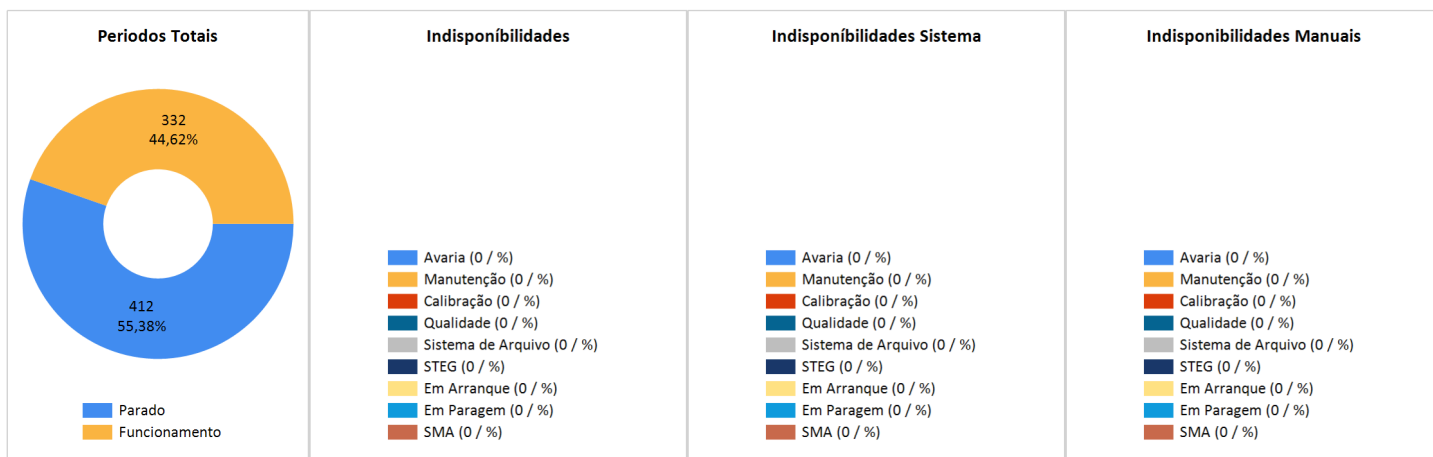 Periodos Totais
332
44,62%
412
55,38%
Parado
Funcionamento
Indisponíbilidades
Avaria (0 / %)
Manutenção (0 / %)
Calibração (0 / %)
Qualidade (0 / %)
Sistema de Arquivo (0 / %)
STEG (0 / %)
Em Arranque (0 / %)
Em Paragem (0 / %)
SMA (0 / %)
Indisponíbilidades Sistema
Avaria (0 / %)
Manutenção (0 / %)
Calibração (0 / %)
Qualidade (0 / %)
Sistema de Arquivo (0 / %)
STEG (0 / %)
Em Arranque (0 / %)
Em Paragem (0 / %)
SMA (0 / %)
Indisponibilidades Manuais
Avaria (0 / %)
Manutenção (0 / %)
Calibração (0 / %)
Qualidade (0 / %)
Sistema de Arquivo (0 / %)
STEG (0 / %)
Em Arranque (0 / %)
Em Paragem (0 / %)
SMA (0 / %)